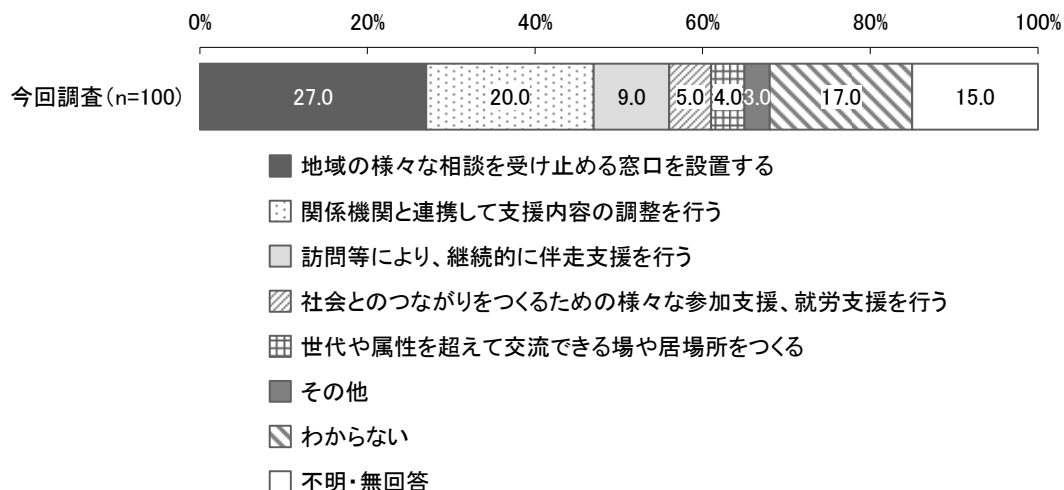 0% 20% 40% 60% 80% 100%
今回調査(n=100) 27.0 20.0 9.0 5.0 4.0 3.0 17.0 15.0
地域の様々な相談を受け止める窓口を設置する
関係機関と連携して支援内容の調整を行う
訪問等により、継続的に伴走支援を行う
社会とのつながりをつくるための様々な参加支援、就労支援を行う
世代や属性を超えて交流できる場や居場所をつくる
その他
わからない
不明・無回答